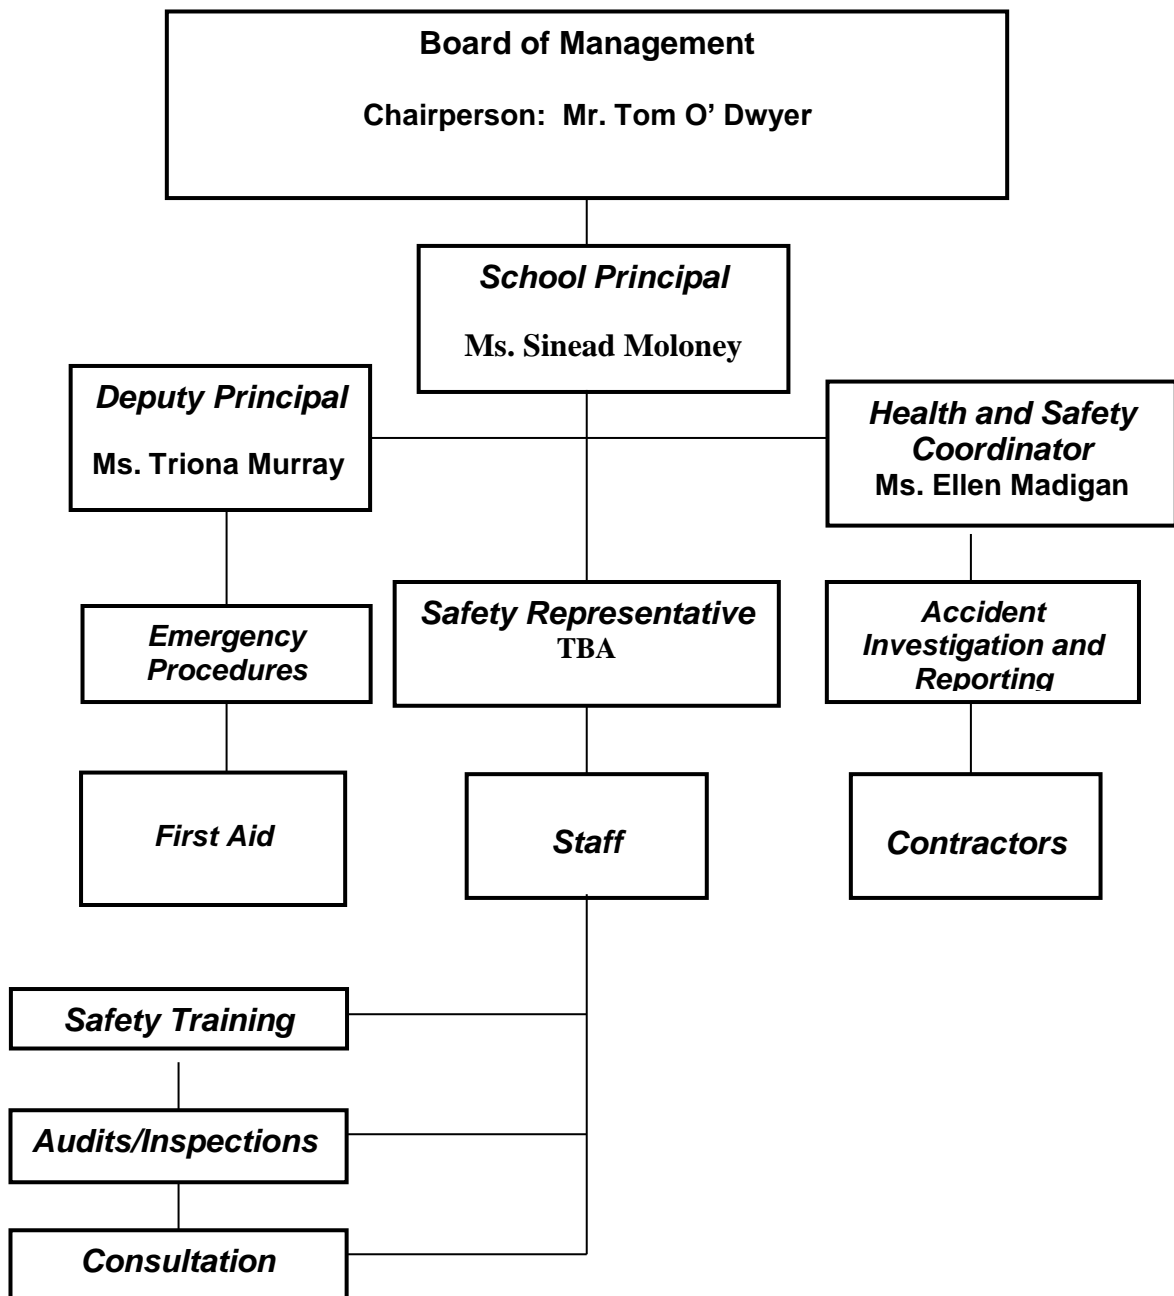 Board of Management
Chairperson:  Mr. Tom O’ Dwyer
School Principal
Ms. Sinead Moloney
Deputy Principal
Ms. Triona Murray
Health and Safety
Coordinator
Ms. Ellen Madigan
Emergency
Procedures
Safety Representative
TBA
Accident
Investigation and
Reporting
First Aid
Staff
Contractors
Safety Training
Audits/Inspections
Consultation